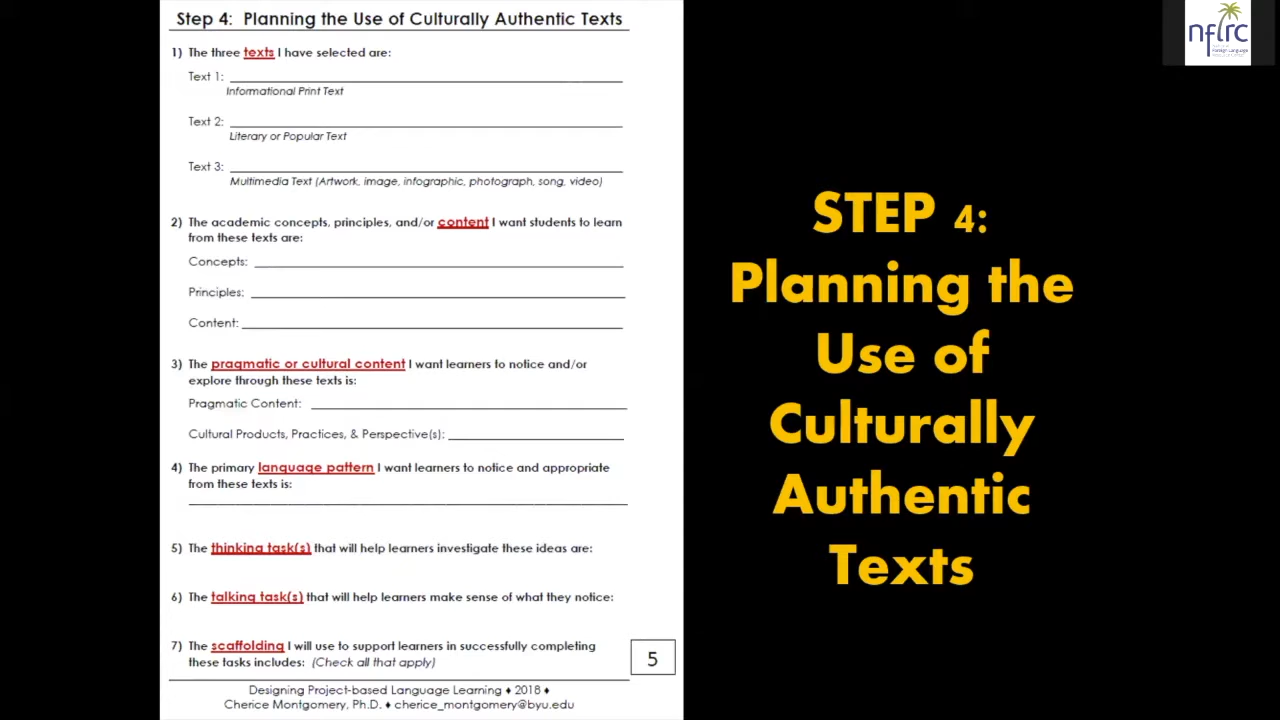 Step 4: Planning the Use of Culturally Authentic Texts
1) The three texts I have selected are:
Text 1:
Informational Print Text
Text 2:
Literary or Popular Text
Text 3:
Multimedia Text (Artwork, image, infographic, photograph, song, video)
2) The academic concepts, principles, and/or content I want students to learn
from these texts are:
Concepts:
Principles:
Content:
3) The pragmatic or cultural content I want learners to notice and/or
explore through these texts is:
Pragmatic Content:
Cultural Products, Practices, & Perspective(s):
4) The primary language pattern I want learners to notice and appropriate
from these texts is:
5) The thinking task(s) that will help learners investigate these ideas are:
6) The talking task(s) that will help learners make sense of what they notice:
7) The scaffolding I will use to support learners in successfully completing
these tasks includes: (Check all that apply)
5
Designing Project-based Language Learning ♦ 2018 ♦
Cherice Montgomery, Ph.D. ♦ cherice_montgomery@byu.edu
STEP 4:
Planning the
Use of
Culturally
Authentic
Texts
nflrc
Foreign Language